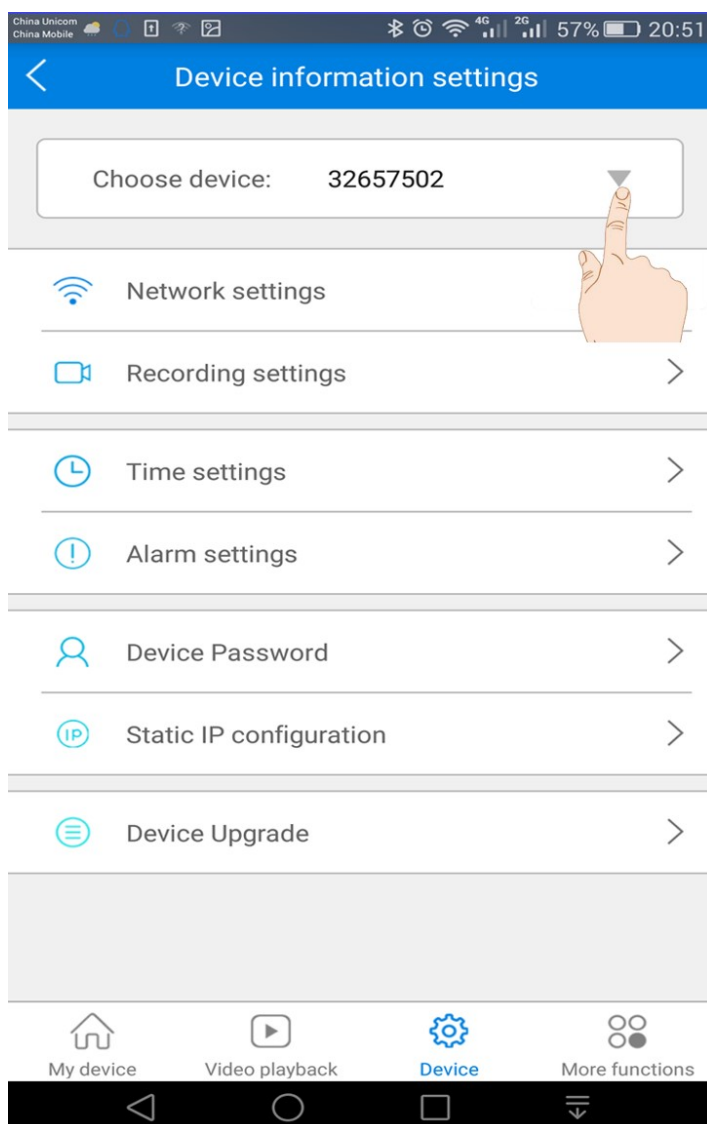 China Unicom
China Mobile
4G 2G 57% 20:51
Device information settings
Choose device: 32657502
Network settings
Recording settings
Time settings
Alarm settings
Device Password
IP Static IP configuration
Device Upgrade
My device Video playback Device More functions